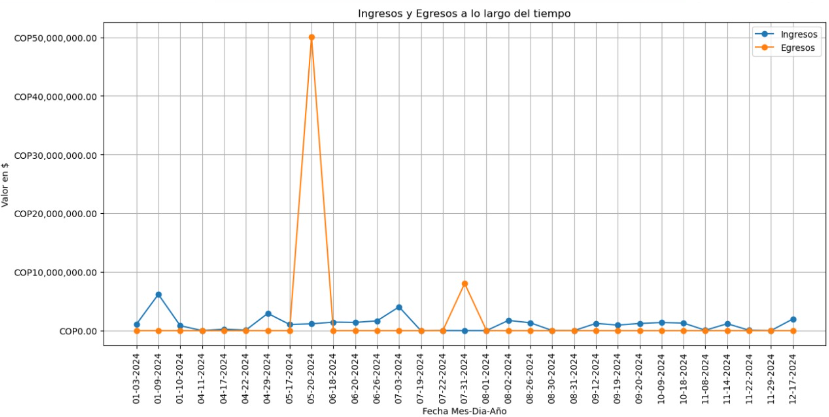 Ingresos y Egresos a lo largo del tiempo
Ingresos
Egresos
COP50,000,000.00
COP40,000,000.00
COP30,000,000.00
COP20,000,000.00
COP10,000,000.00
COP0.00
Valor en $
01-03-2024
01-09-2024
01-10-2024
04-11-2024
04-17-2024
04-22-2024
04-29-2024
05-17-2024
05-20-2024
06-18-2024
06-20-2024
06-26-2024
07-03-2024
07-19-2024
07-22-2024
07-31-2024
08-01-2024
08-02-2024
08-26-2024
08-30-2024
08-31-2024
09-12-2024
09-19-2024
09-20-2024
10-09-2024
10-18-2024
11-08-2024
11-14-2024
11-22-2024
11-29-2024
12-17-2024
Fecha Mes-Dia-Año